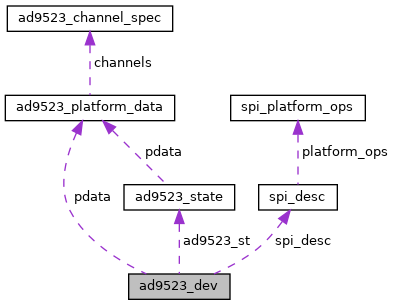 ad9523_channel_spec
channels
ad9523_platform_data
spi_platform_ops
pdata
platform_ops
pdata
ad9523_state
spi_desc
ad9523_st
spi_desc
ad9523_dev